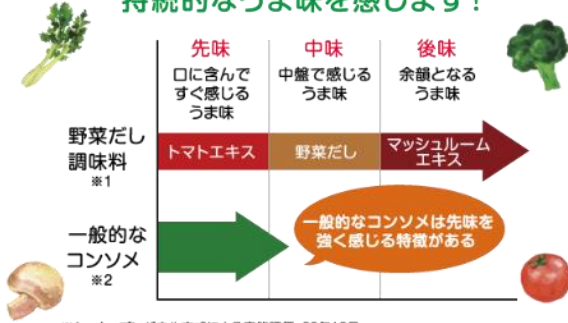 持続的なうま味を感じます!
先味
中味
後味
口に含んで
すぐ感じる
うま味
中盤で感じる
うま味
余韻となる
うま味
野菜だし
調味料
※1
トマトエキス
野菜だし
マッシュルーム
エキス
一般的な
コンソメ
※2
一般的なコンソメは先味を
強く感じる特徴がある